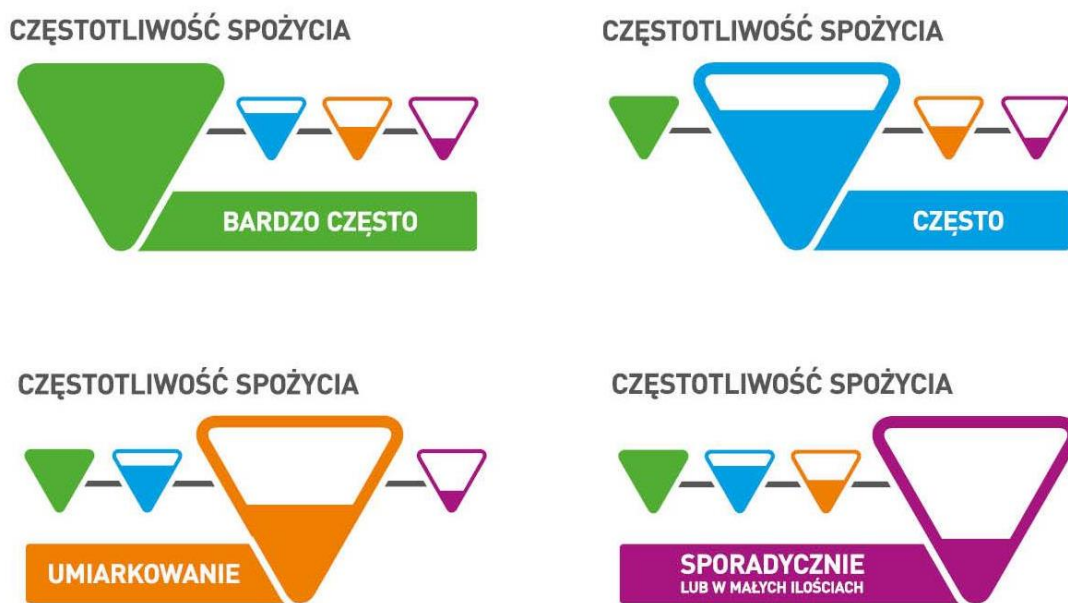 CZĘSTOTLIWOŚĆ SPOŻYCIA
BARDZO CZĘSTO
CZĘSTOTLIWOŚĆ SPOŻYCIA
CZĘSTO
CZĘSTOTLIWOŚĆ SPOŻYCIA
UMIARKOWANIE
CZĘSTOTLIWOŚĆ SPOŻYCIA
SPORADYCZNIE
LUB W MAŁYCH ILOŚCIACH